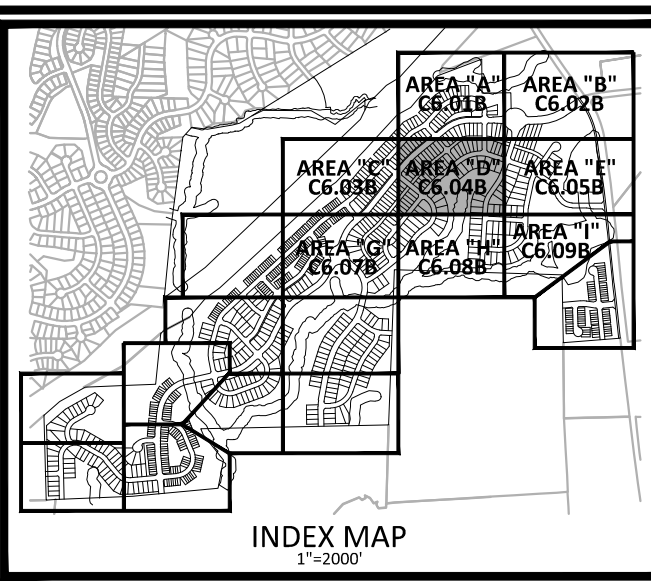 AREA "A"
C6.01B
AREA "B"
C6.02B
AREA "C"
C6.03B
AREA "D"
C6.04B
AREA "E"
C6.05B
AREA "G"
C6.07B
AREA "H"
C6.08B
AREA "I"
C6.09B
INDEX MAP
1"=2000'